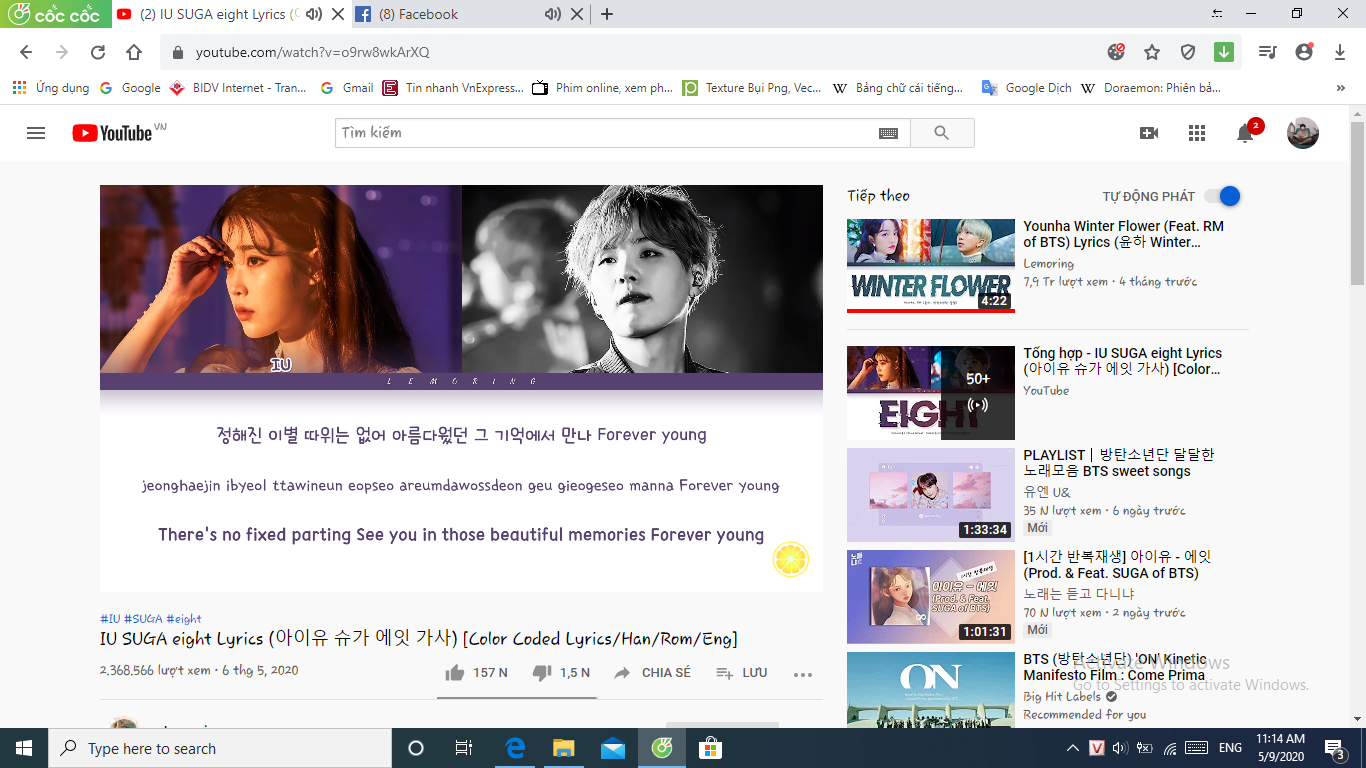 cốc cốc
(2) IU SUGA eight Lyrics (
(8) Facebook
youtube.com/watch?v=o9rw8wkArXQ
Ứng dụng
Google
BIDV Internet - Tran...
Gmail
Tin nhanh VnExpress...
Phim online, xem ph...
Texture Bụi Png, Vec...
Bảng chữ cái tiếng...
Google Dịch
Doraemon: Phiên bả...
»
YouTube VN
Tìm kiếm
2
IU
LEMORING
정해진 이별 따위는 없어 아름다웠던 그 기억에서 만나 Forever young
jeonghaejin ibyeol ttawineun eopseo areumdawossdeon geu gieogeseo manna Forever young
There's no fixed parting See you in those beautiful memories Forever young
#IU #SUGA #eight
IU SUGA eight Lyrics (아이유 슈가 에잇 가사) [Color Coded Lyrics/Han/Rom/Eng]
2,368,566 lượt xem • 6 thg 5, 2020
157 N
1,5 N
CHIA SẺ
LƯU
Tiếp theo
TỰ ĐỘNG PHÁT
WINTER FLOWER
4:22
Younha Winter Flower (Feat. RM
of BTS) Lyrics (윤하 Winter...
Lemoring
7,9 Tr lượt xem • 4 tháng trước
50+
EIGHT
Tổng hợp - IU SUGA eight Lyrics
(아이유 슈가 에잇 가사) [Color...
YouTube
1:33:34
PLAYLIST | 방탄소년단 달달한
노래모음 BTS sweet songs
유엔 U&
35 N lượt xem • 6 ngày trước
Mới
아이유 - 에잇
(Prod. & Feat.
SUGA of BTS)
1:01:31
[1시간 반복재생] 아이유 - 에잇
(Prod. & Feat. SUGA of BTS)
노래는 듣고 다니냐
70 N lượt xem • 2 ngày trước
Mới
ON
BTS (방탄소년단) 'ON' Kinetic
Manifesto Film : Come Prima
Big Hit Labels
Recommended for you
Activate Windows
Go to Settings to activate Windows.
Type here to search
ENG
11:14 AM
5/9/2020
3